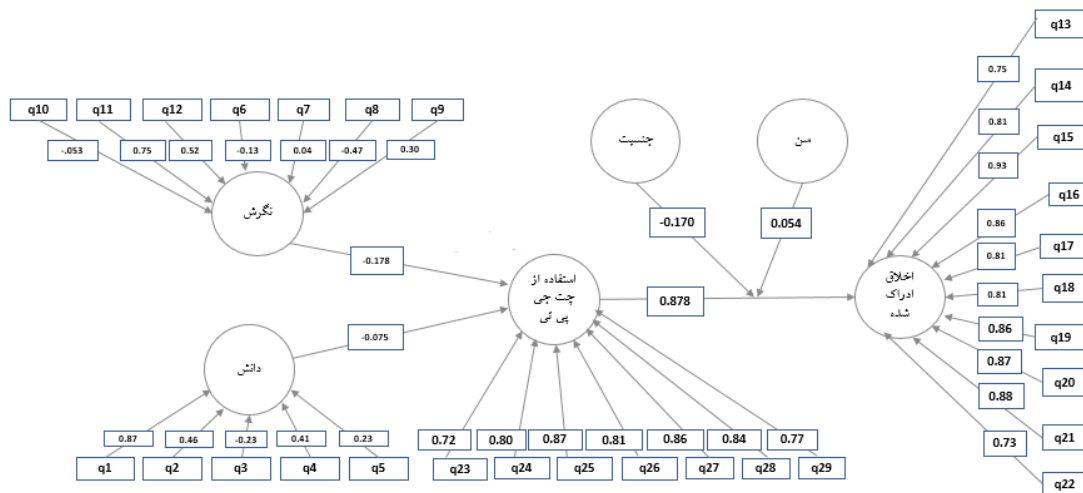 q13
0.75
q14
q10 q11 q12 q6 q7 q8 q9
0.81
q15
-.053 0.75 0.52 -0.13 0.04 -0.47 0.30
جنسیت
سن
0.93
q16
نگرش
-0.170
0.054
0.86
q17
0.81
-0.178
q18
0.81
استفاده از
چت جی
پی تی
0.878
اخلاق
ادراک
شده
q19
0.86
-0.075
0.87
q20
دانش
0.88
q21
0.87 0.46 -0.23 0.41 0.23
0.72 0.80 0.87 0.81 0.86 0.84 0.77
0.73
q1 q2 q3 q4 q5
q23 q24 q25 q26 q27 q28 q29
q22